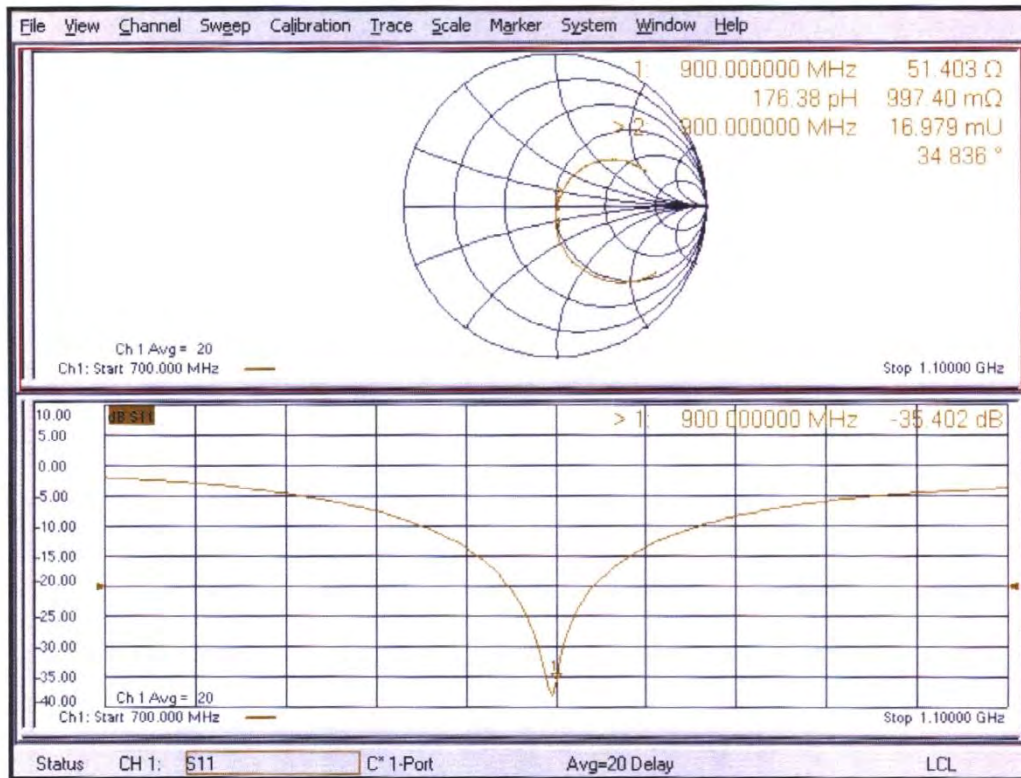 File View Channel Sweep Calibration Trace Scale Marker System Window Help
1: 900.000000 MHz 51.403 Ω
176.38 pH 997.40 mΩ
> 2: 900.000000 MHz 16.979 mU
34.836 °
Ch 1 Avg = 20
Ch1: Start 700.000 MHz
Stop 1.10000 GHz
10.00
dB S11
> 1: 900.000000 MHz -35.402 dB
5.00
0.00
-5.00
-10.00
-15.00
-20.00
-25.00
-30.00
1
-35.00
-40.00
Ch 1 Avg = 20
Ch1: Start 700.000 MHz
Stop 1.10000 GHz
Status CH 1: S11 C* 1-Port Avg=20 Delay LCL